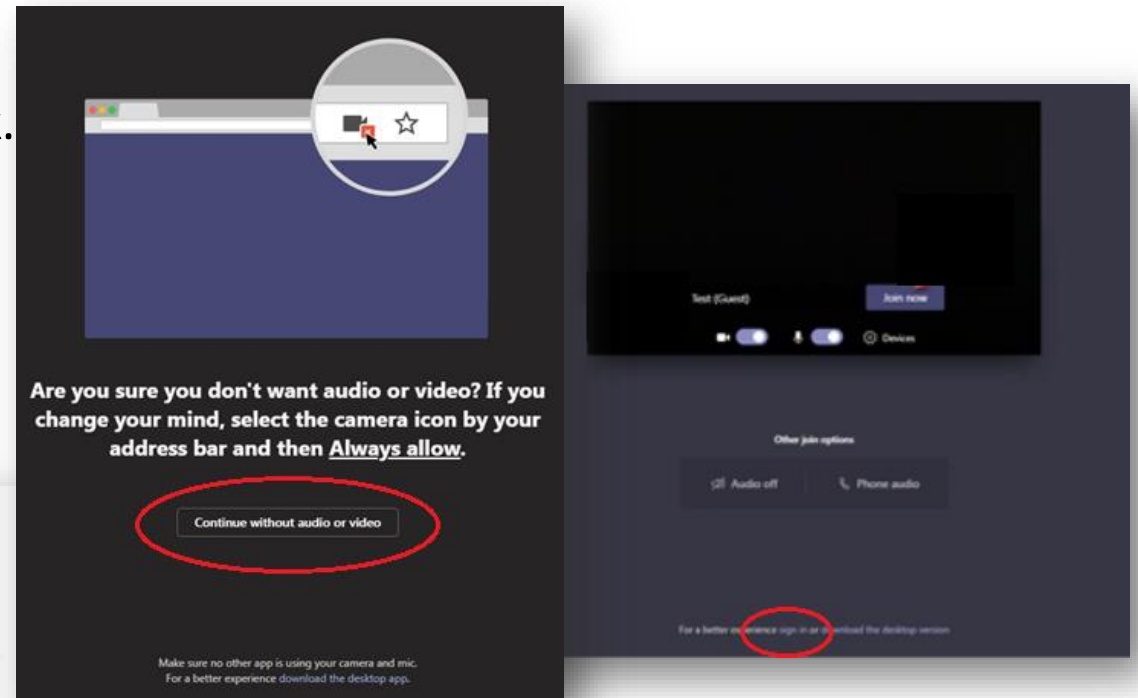 Are you sure you don't want audio or video? If you
change your mind, select the camera icon by your
address bar and then Always allow.
Continue without audio or video
Make sure no other app is using your camera and mic.
For a better experience download the desktop app.
Test (Guest)
Join now
Devices
Other join options
Audio off
Phone audio
For a better experience sign in or download the desktop version